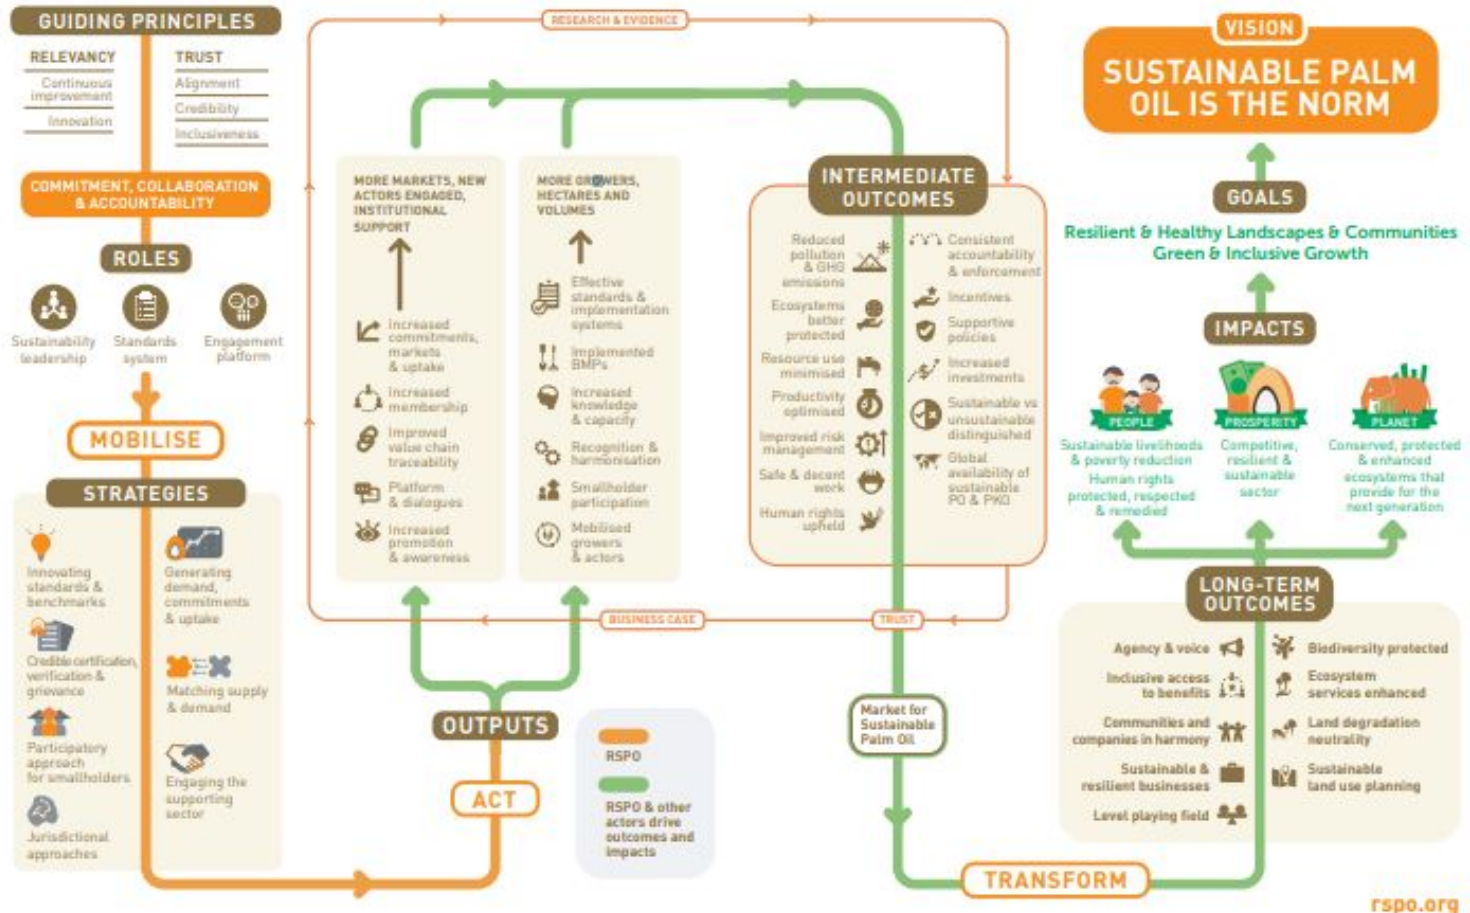 GUIDING PRINCIPLES
RELEVANCY
Continuous
improvement
Innovation
TRUST
Alignment
Credibility
Inclusiveness
COMMITMENT, COLLABORATION
& ACCOUNTABILITY
ROLES
Sustainability
leadership
Standards
system
Engagement
platform
MOBILISE
STRATEGIES
Innovating
standards &
benchmarks
Credible certification,
verification &
grievance
Participatory
approach
for smallholders
Jurisdictional
approaches
Generating
demand,
commitments
& uptake
Matching supply
& demand
Engaging the
supporting
sector
RESEARCH & EVIDENCE
MORE MARKETS, NEW
ACTORS ENGAGED,
INSTITUTIONAL
SUPPORT
Increased
commitments,
markets
& uptake
Increased
membership
Improved
value chain
traceability
Platform
& dialogues
Increased
promotion
& awareness
MORE GROWERS,
HECTARES AND
VOLUMES
Effective
standards &
implementation
systems
Implemented
BMPs
Increased
knowledge
& capacity
Recognition &
harmonisation
Smallholder
participation
Mobilised
growers
& actors
BUSINESS CASE
TRUST
OUTPUTS
ACT
RSPO
RSPO & other
actors drive
outcomes and
impacts
INTERMEDIATE
OUTCOMES
Reduced
pollution
& GHG
emissions
Ecosystems
better
protected
Resource use
minimised
Productivity
optimised
Improved risk
management
Safe & decent
work
Human rights
upheld
Consistent
accountability
& enforcement
Incentives
Supportive
policies
Increased
investments
Sustainable vs
unsustainable
distinguished
Global
availability of
sustainable
PO & PKO
Market for
Sustainable
Palm Oil
TRANSFORM
VISION
SUSTAINABLE PALM
OIL IS THE NORM
GOALS
Resilient & Healthy Landscapes & Communities
Green & Inclusive Growth
IMPACTS
PEOPLE
Sustainable livelihoods
& poverty reduction
Human rights
protected, respected
& remedied
PROSPERITY
Competitive,
resilient &
sustainable
sector
PLANET
Conserved, protected
& enhanced
ecosystems that
provide for the
next generation
LONG-TERM
OUTCOMES
Agency & voice
Inclusive access
to benefits
Communities and
companies in harmony
Sustainable &
resilient businesses
Level playing field
Biodiversity protected
Ecosystem
services enhanced
Land degradation
neutrality
Sustainable
land use planning
rspo.org